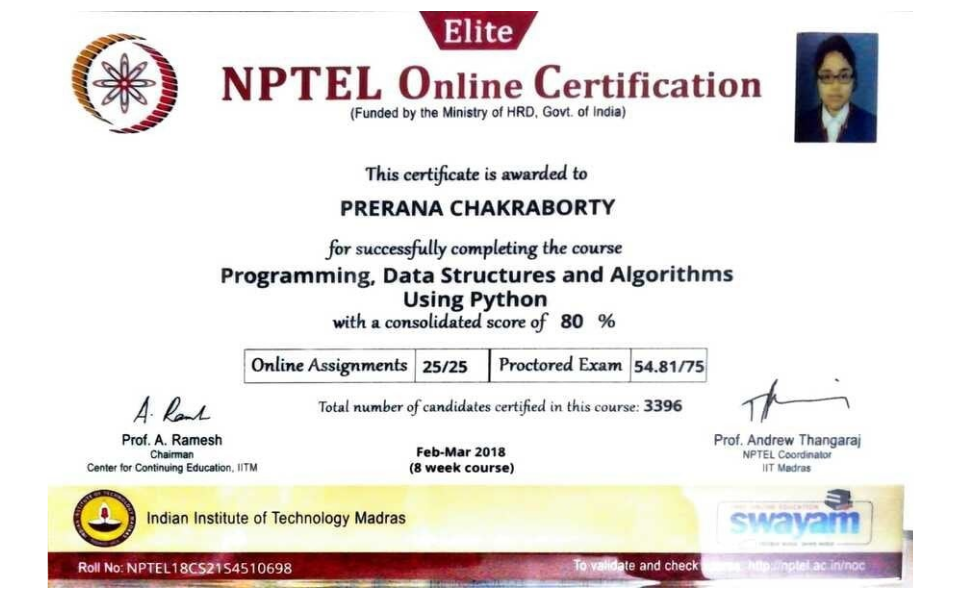 Elite
NPTEL Online Certification
(Funded by the Ministry of HRD, Govt. of India)
This certificate is awarded to
PRERANA CHAKRABORTY
for successfully completing the course
Programming, Data Structures and Algorithms
Using Python
with a consolidated score of 80 %
Online Assignments 25/25 Proctored Exam 54.81/75
Total number of candidates certified in this course: 3396
A. Ramesh
Prof. A. Ramesh
Chairman
Center for Continuing Education, IITM
Feb-Mar 2018
(8 week course)
Prof. Andrew Thangaraj
NPTEL Coordinator
IIT Madras
Indian Institute of Technology Madras
swayam
Roll No: NPTEL18CS21S4510698
To validate and check http://nptel.ac.in/noc